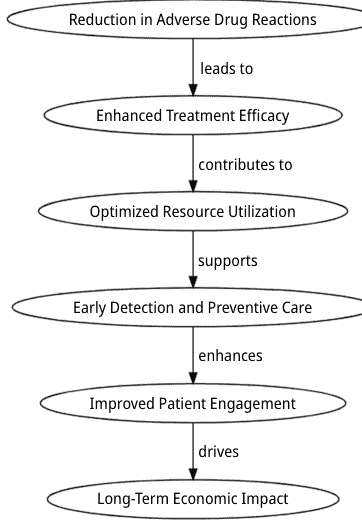 Reduction in Adverse Drug Reactions
leads to
Enhanced Treatment Efficacy
contributes to
Optimized Resource Utilization
supports
Early Detection and Preventive Care
enhances
Improved Patient Engagement
drives
Long-Term Economic Impact